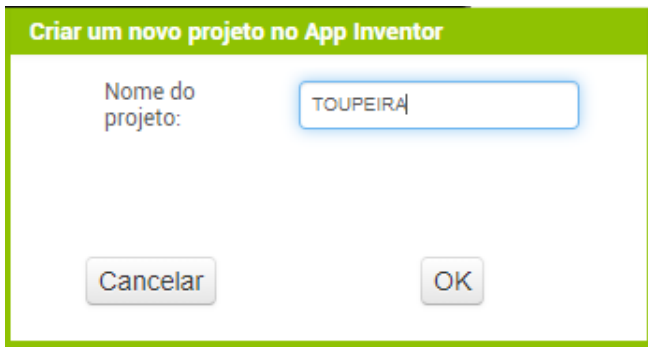 Criar um novo projeto no App Inventor
Nome do
projeto:
TOUPEIRA
Cancelar
OK